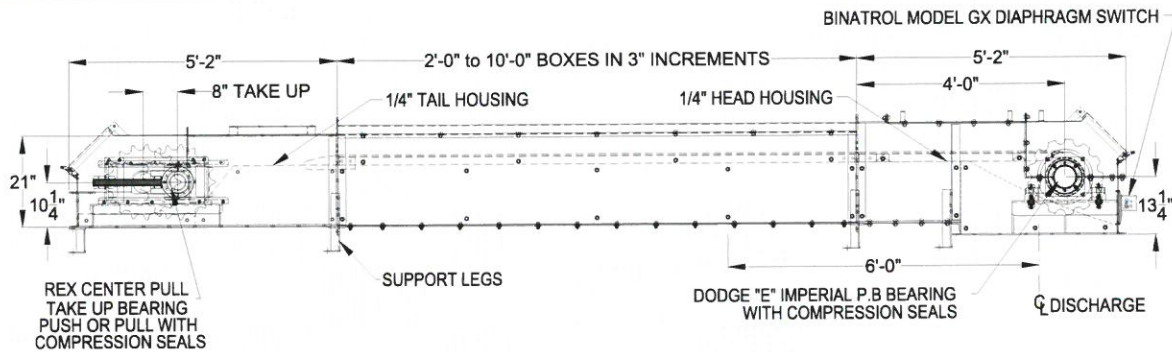 BINATROL MODEL GX DIAPHRAGM SWITCH
5'-2"
2'-0" to 10'-0" BOXES IN 3" INCREMENTS
5'-2"
4'-0"
8" TAKE UP
1/4" TAIL HOUSING
1/4" HEAD HOUSING
21"
10 1/4"
13 1/4"
6'-0"
SUPPORT LEGS
REX CENTER PULL
TAKE UP BEARING
PUSH OR PULL WITH
COMPRESSION SEALS
DODGE "E" IMPERIAL P.B BEARING
WITH COMPRESSION SEALS
℄ DISCHARGE